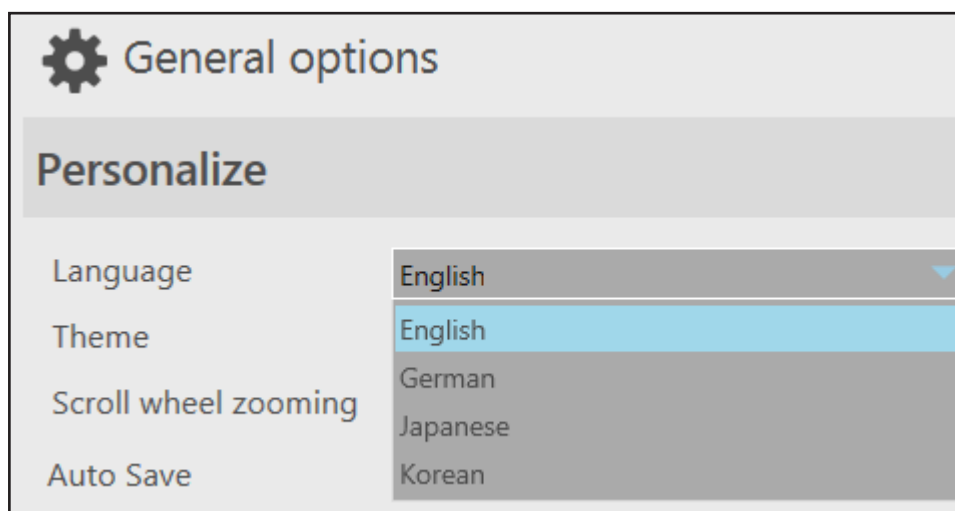 General options
Personalize
Language
English
English
Theme
German
Scroll wheel zooming
Japanese
Auto Save
Korean